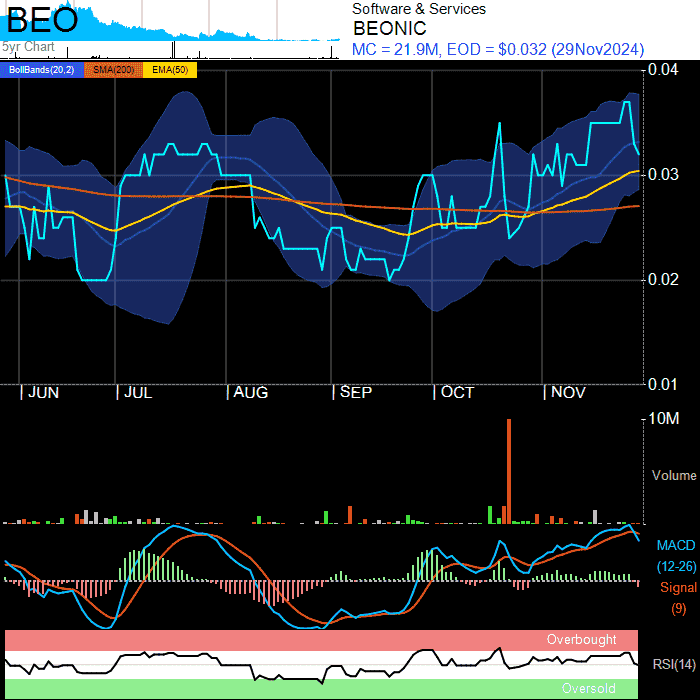 BEO
5yr Chart
Software & Services
BEONIC
MC = 21.9M, EOD = $0.032 (29Nov2024)
BollBands(20,2) SMA(200) EMA(50)
0.04
0.03
0.02
0.01
JUN JUL AUG SEP OCT NOV
10M
Volume
MACD
(12-26)
Signal
(9)
Overbought
RSI(14)
Oversold